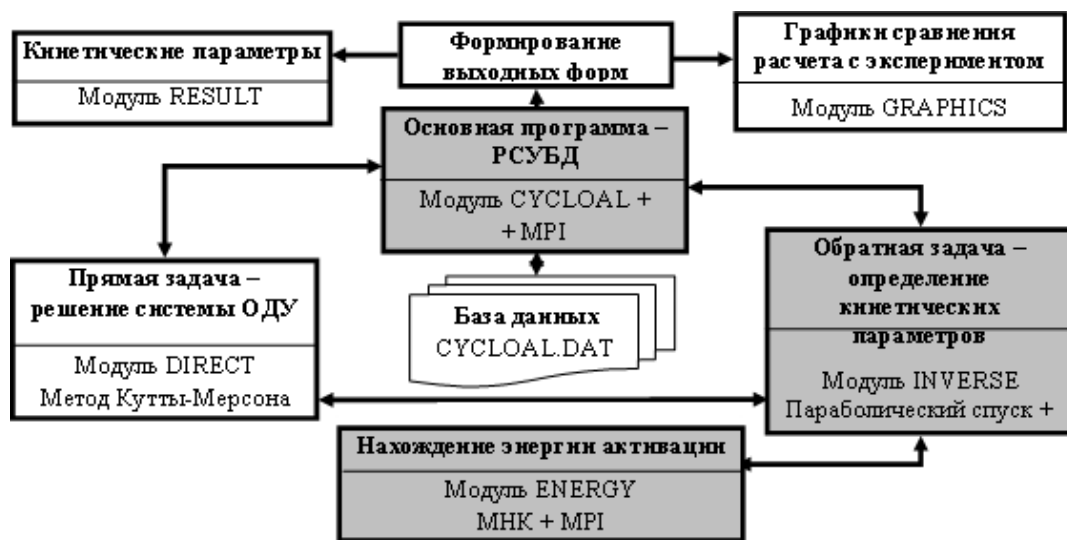 Кинетические параметры
Модуль RESULT
Формирование
выходных форм
Графики сравнения
расчета с экспериментом
Модуль GRAPHICS
Основная программа –
РСУБД
Модуль CYCLOAL +
+ MPI
Прямая задача –
решение системы ОДУ
Модуль DIRECT
Метод Кутты-Мерсона
База данных
CYCLOAL.DAT
Обратная задача –
определение
кинетических
параметров
Модуль INVERSE
Параболический спуск +
Нахождение энергии активации
Модуль ENERGY
МНК + MPI